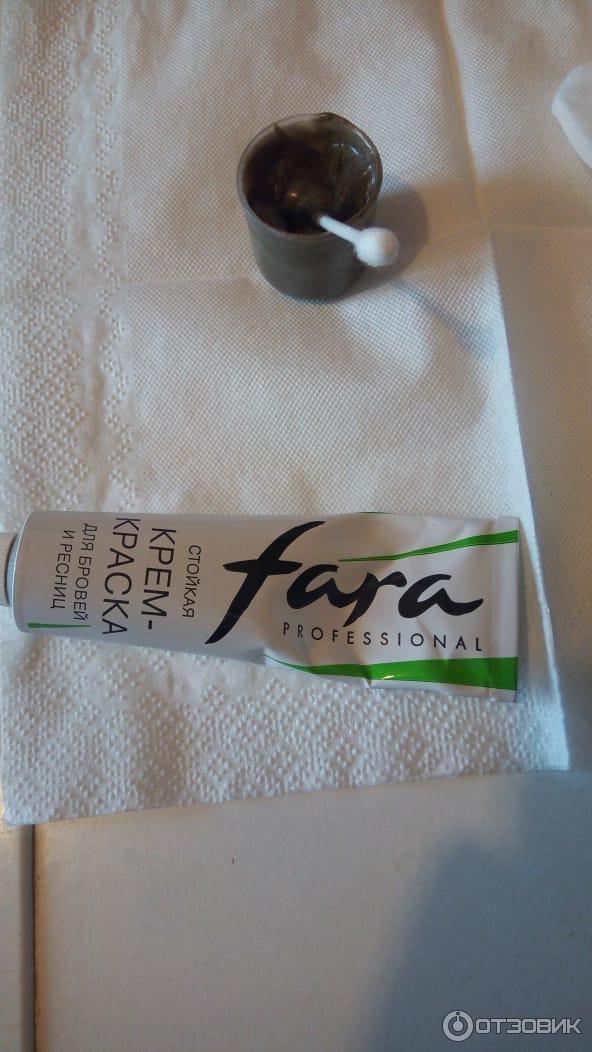 fara
PROFESSIONAL
СТОЙКАЯ
КРЕМ-
КРАСКА
ДЛЯ БРОВЕЙ
И РЕСНИЦ
ОТЗОВИК